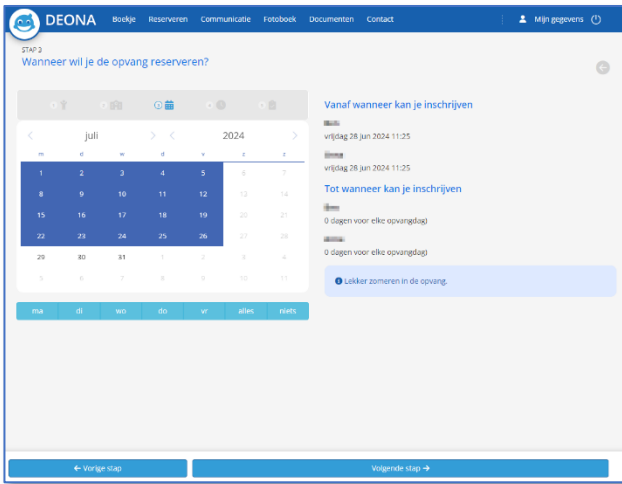 DEONA Boekje Reserveren Communicatie Fotoboek Documenten Contact Mijn gegevens
STAP 3
Wanneer wil je de opvang reserveren?
juli 2024
m d w d v z z
1 2 3 4 5 6 7
8 9 10 11 12 13 14
15 16 17 18 19 20 21
22 23 24 25 26 27 28
29 30 31 1 2 3 4
5 6 7 8 9 10 11
ma di wo do vr alles niets
Vanaf wanneer kan je inschrijven
vrijdag 28 jun 2024 11:25
vrijdag 28 jun 2024 11:25
Tot wanneer kan je inschrijven
0 dagen voor elke opvangdag)
0 dagen voor elke opvangdag)
Lekker zomeren in de opvang.
← Vorige stap
Volgende stap →